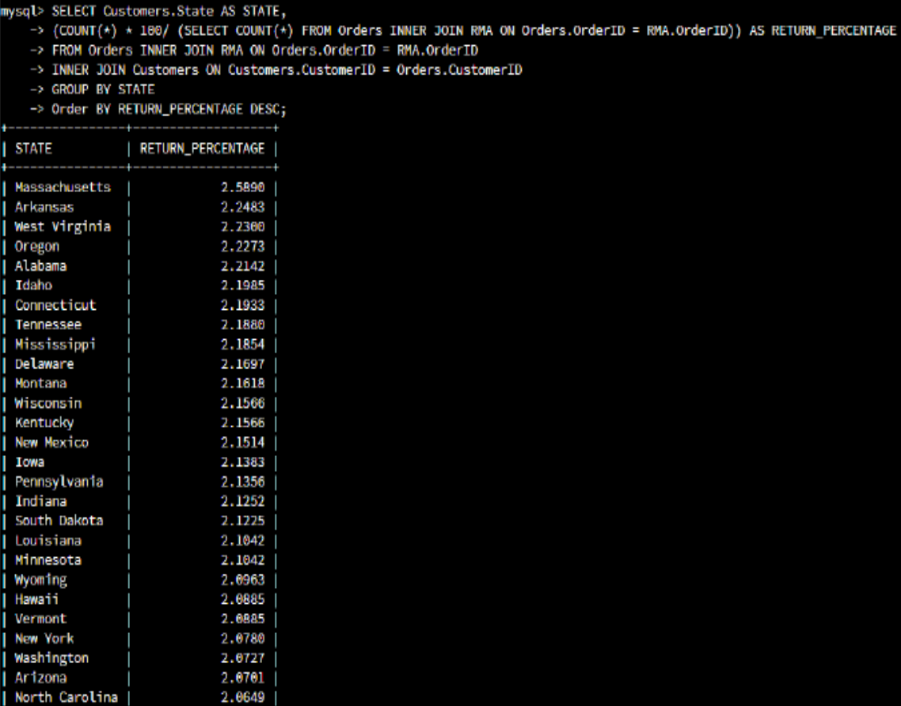 mysql> SELECT Customers.State AS STATE,
    -> (COUNT(*) * 100/ (SELECT COUNT(*) FROM Orders INNER JOIN RMA ON Orders.OrderID = RMA.OrderID)) AS RETURN_PERCENTAGE
    -> FROM Orders INNER JOIN RMA ON Orders.OrderID = RMA.OrderID
    -> INNER JOIN Customers ON Customers.CustomerID = Orders.CustomerID
    -> GROUP BY STATE
    -> Order BY RETURN_PERCENTAGE DESC;
+----------------+-------------------+
| STATE          | RETURN_PERCENTAGE |
+----------------+-------------------+
| Massachusetts  |            2.5890 |
| Arkansas       |            2.2483 |
| West Virginia  |            2.2300 |
| Oregon         |            2.2273 |
| Alabama        |            2.2142 |
| Idaho          |            2.1985 |
| Connecticut    |            2.1933 |
| Tennessee      |            2.1880 |
| Mississippi    |            2.1854 |
| Delaware       |            2.1697 |
| Montana        |            2.1618 |
| Wisconsin      |            2.1566 |
| Kentucky       |            2.1566 |
| New Mexico     |            2.1514 |
| Iowa           |            2.1383 |
| Pennsylvania   |            2.1356 |
| Indiana        |            2.1252 |
| South Dakota   |            2.1225 |
| Louisiana      |            2.1042 |
| Minnesota      |            2.1042 |
| Wyoming        |            2.0963 |
| Hawaii         |            2.0885 |
| Vermont        |            2.0885 |
| New York       |            2.0780 |
| Washington     |            2.0727 |
| Arizona        |            2.0701 |
| North Carolina |            2.0649 |